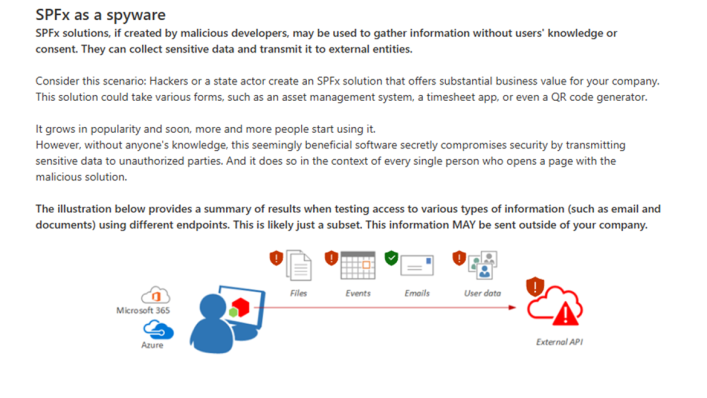 SPFx as a spyware
SPFx solutions, if created by malicious developers, may be used to gather information without users' knowledge or
consent. They can collect sensitive data and transmit it to external entities.
Consider this scenario: Hackers or a state actor create an SPFx solution that offers substantial business value for your company.
This solution could take various forms, such as an asset management system, a timesheet app, or even a QR code generator.
It grows in popularity and soon, more and more people start using it.
However, without anyone's knowledge, this seemingly beneficial software secretly compromises security by transmitting
sensitive data to unauthorized parties. And it does so in the context of every single person who opens a page with the
malicious solution.
The illustration below provides a summary of results when testing access to various types of information (such as email and
documents) using different endpoints. This is likely just a subset. This information MAY be sent outside of your company.
Files Events Emails User data
Microsoft 365
Azure
External API